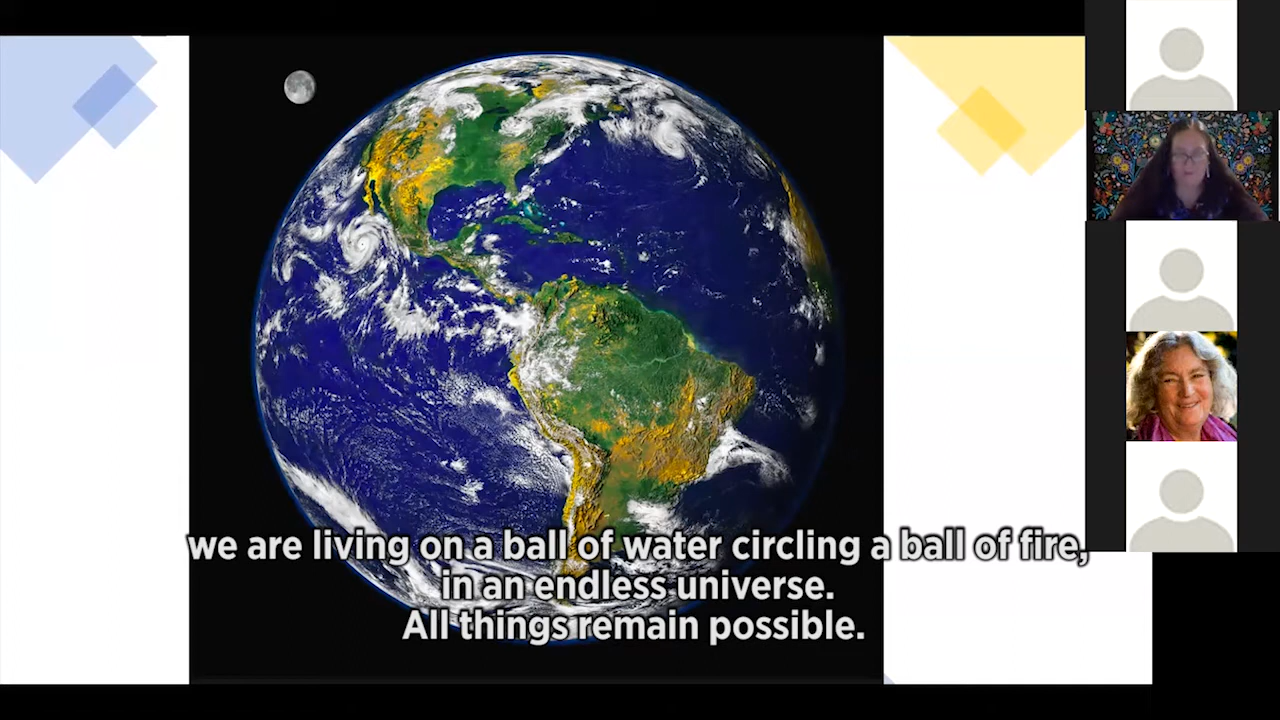 we are living on a ball of water circling a ball of fire,
in an endless universe.
All things remain possible.